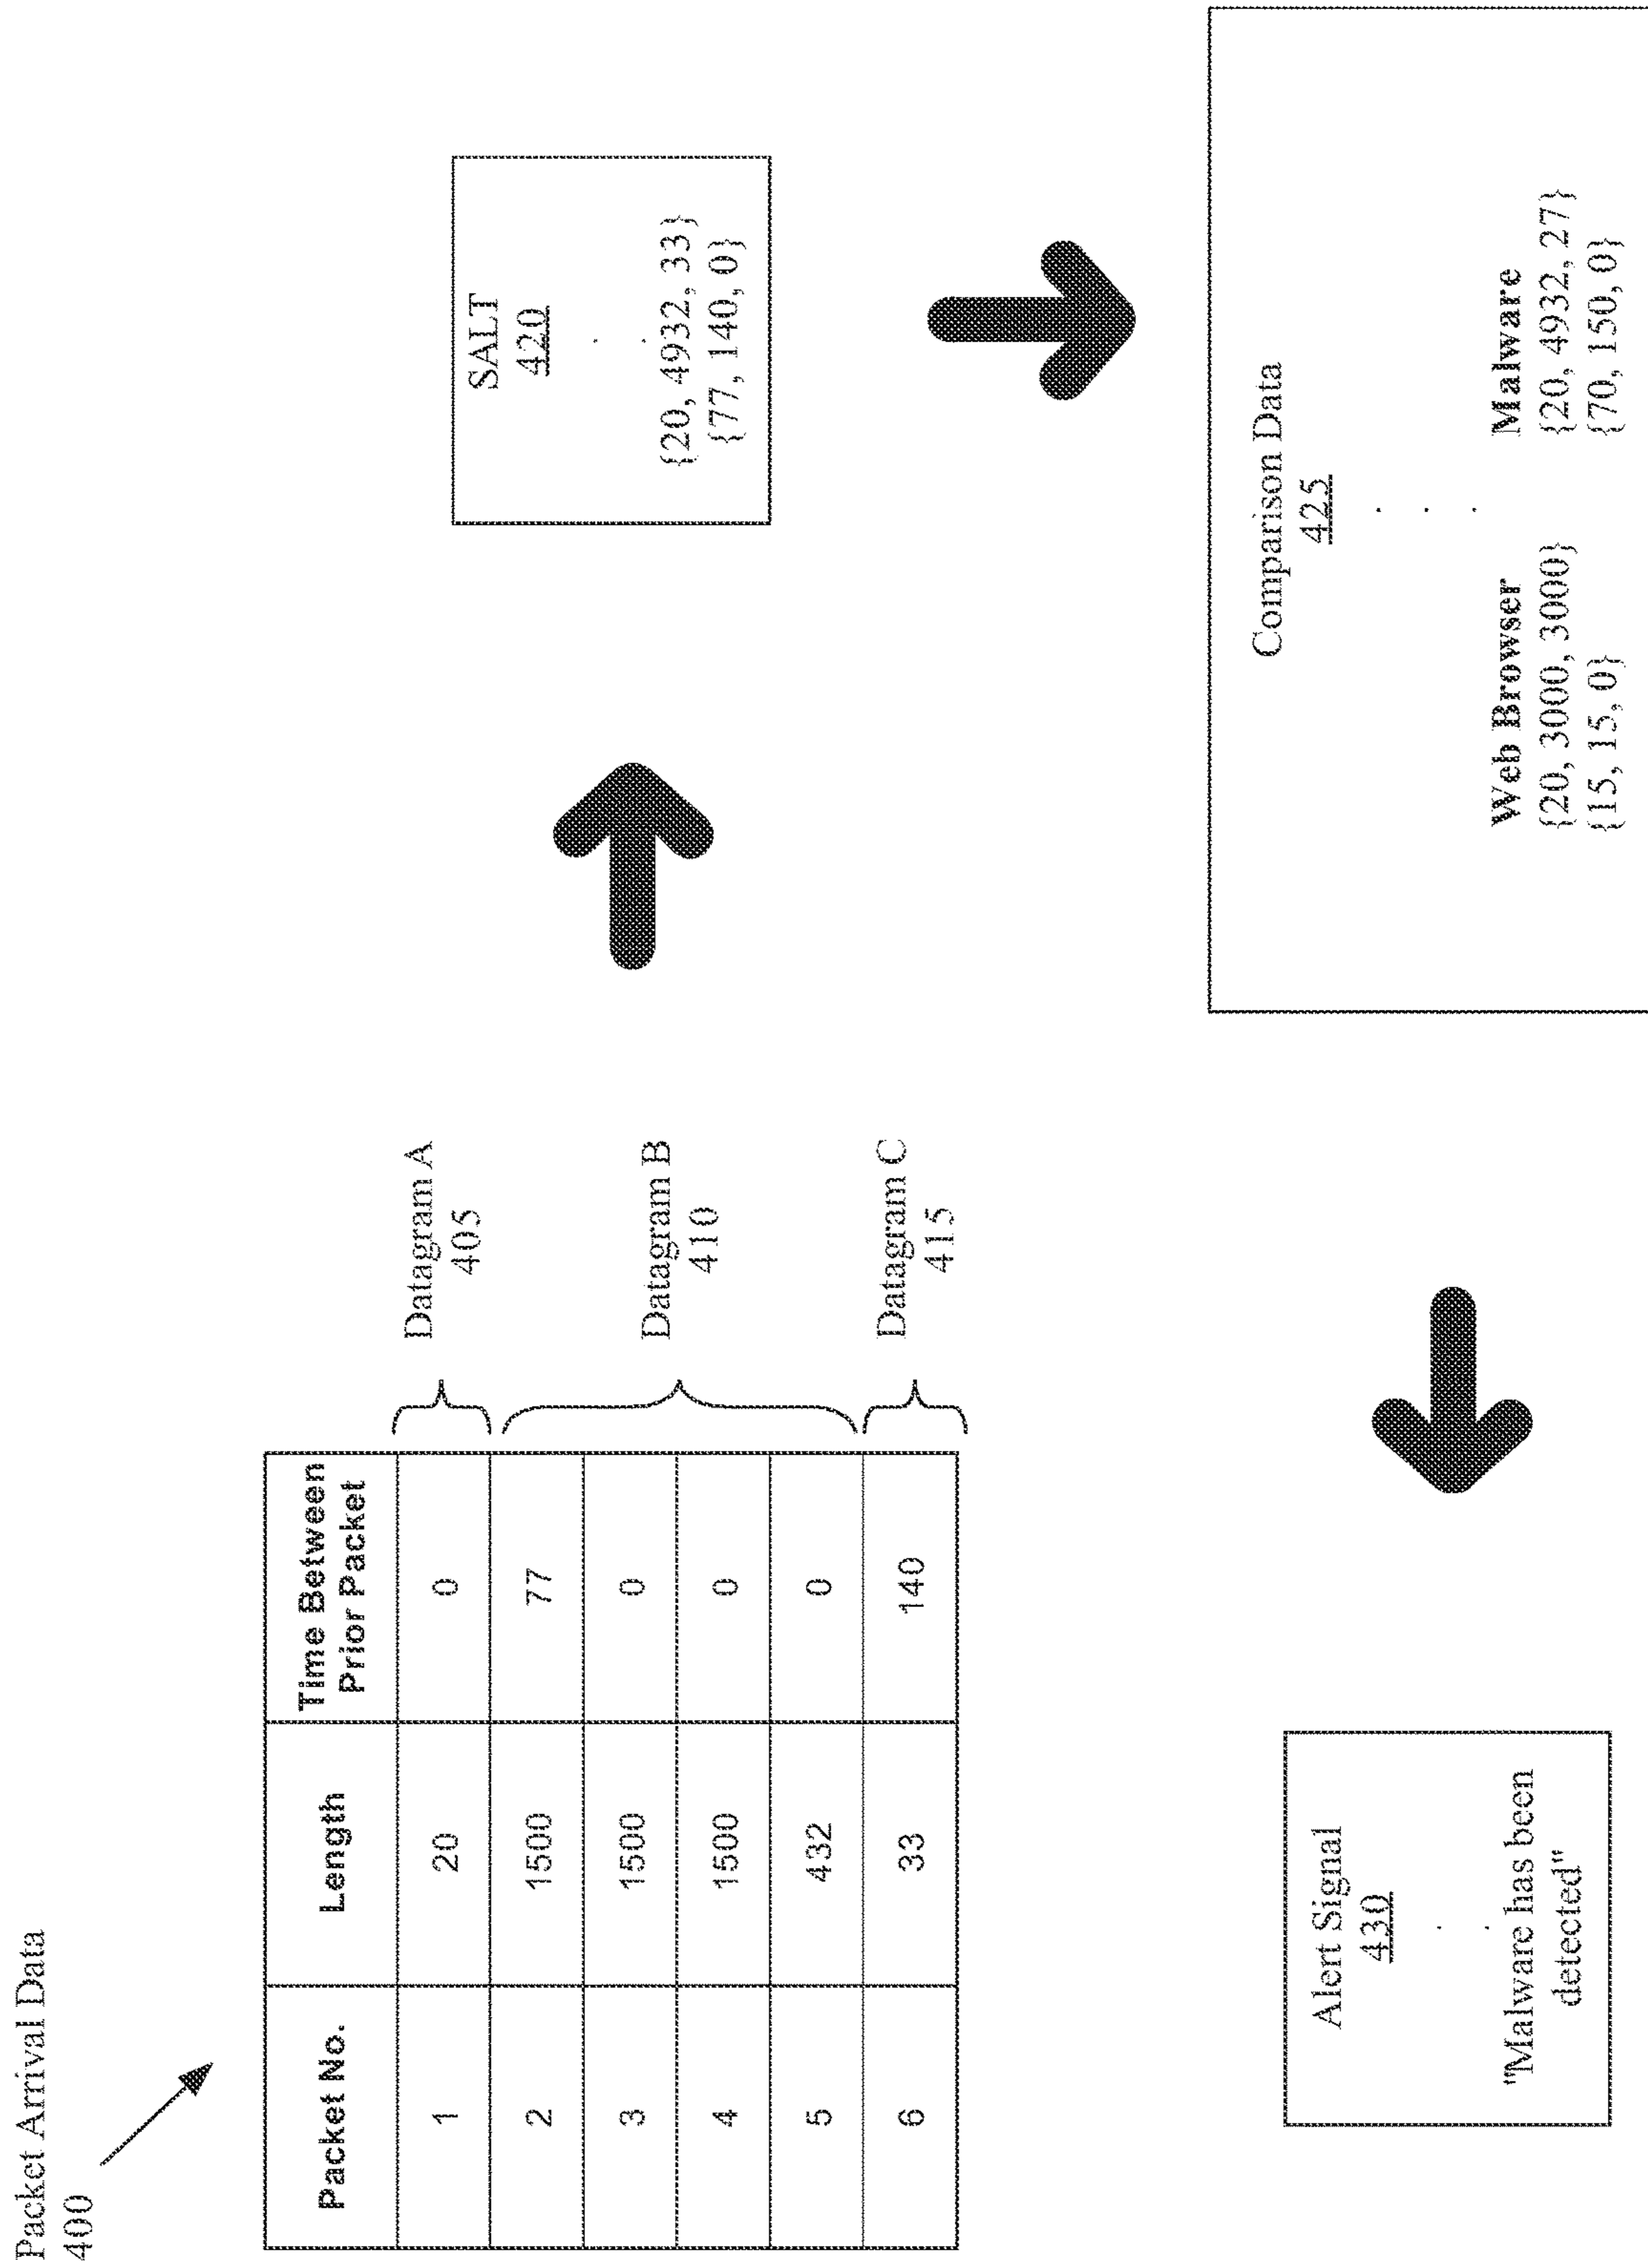 Packet Arrival Data
400
Packet No. Length Time Between
Prior Packet
1 20 0
2 1500 77
3 1500 0
4 1500 0
5 432 0
6 33 140
Datagram A
405
Datagram B
410
Datagram C
415
SALT
420
{20, 4932, 33}
{77, 140, 0}
Comparison Data
425
Web Browser
{20, 3000, 3000}
{15, 15, 0}
Malware
{20, 4932, 27}
{70, 150, 0}
Alert Signal
430
"Malware has been
detected"